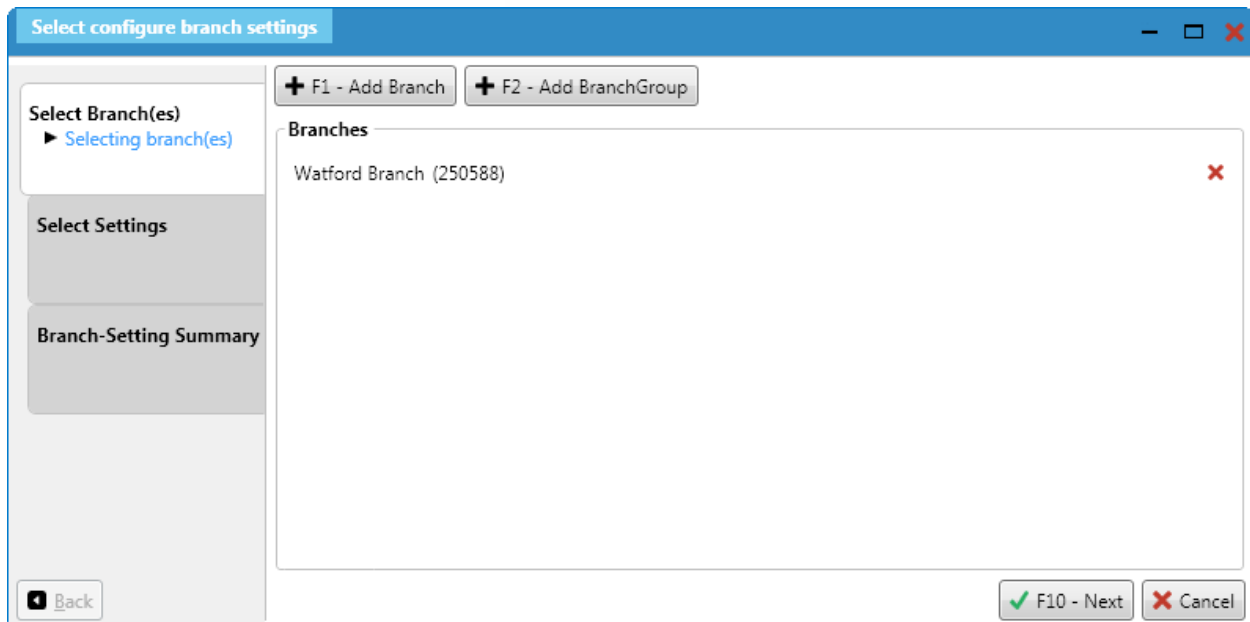 Select configure branch settings
Select Branch(es)
Selecting branch(es)
Select Settings
Branch-Setting Summary
Back
F1 - Add Branch
F2 - Add BranchGroup
Branches
Watford Branch (250588)
F10 - Next
Cancel